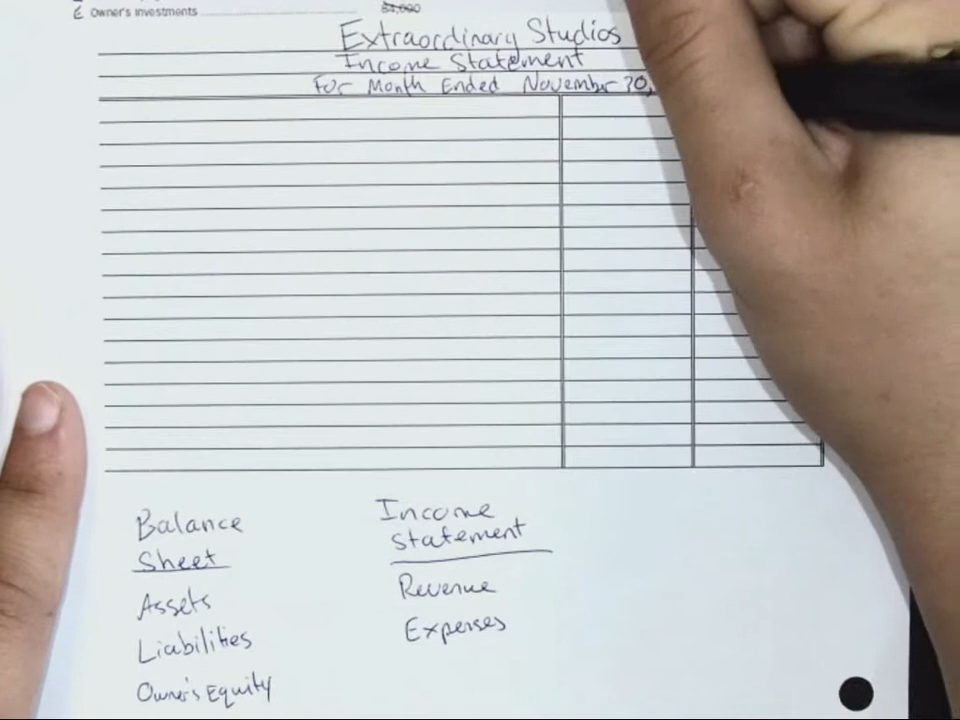 Owner's Investments
Extraordinary Studios
Income Statement
For Month Ended November 30,
Balance
Sheet
Assets
Liabilities
Owner's Equity
Income
Statement
Revenue
Expenses